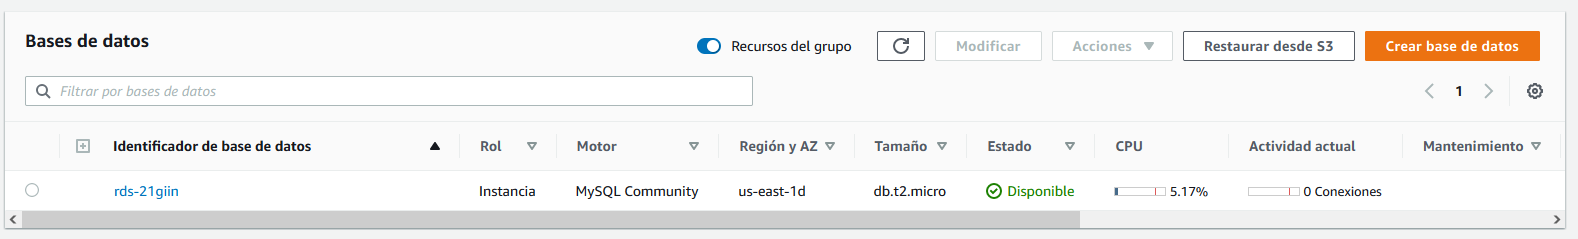 Bases de datos
Recursos del grupo
Modificar
Acciones
Restaurar desde S3
Crear base de datos
Filtrar por bases de datos
1
Identificador de base de datos Rol Motor Región y AZ Tamaño Estado CPU Actividad actual Mantenimiento
rds-21giin Instancia MySQL Community us-east-1d db.t2.micro Disponible 5.17% 0 Conexiones